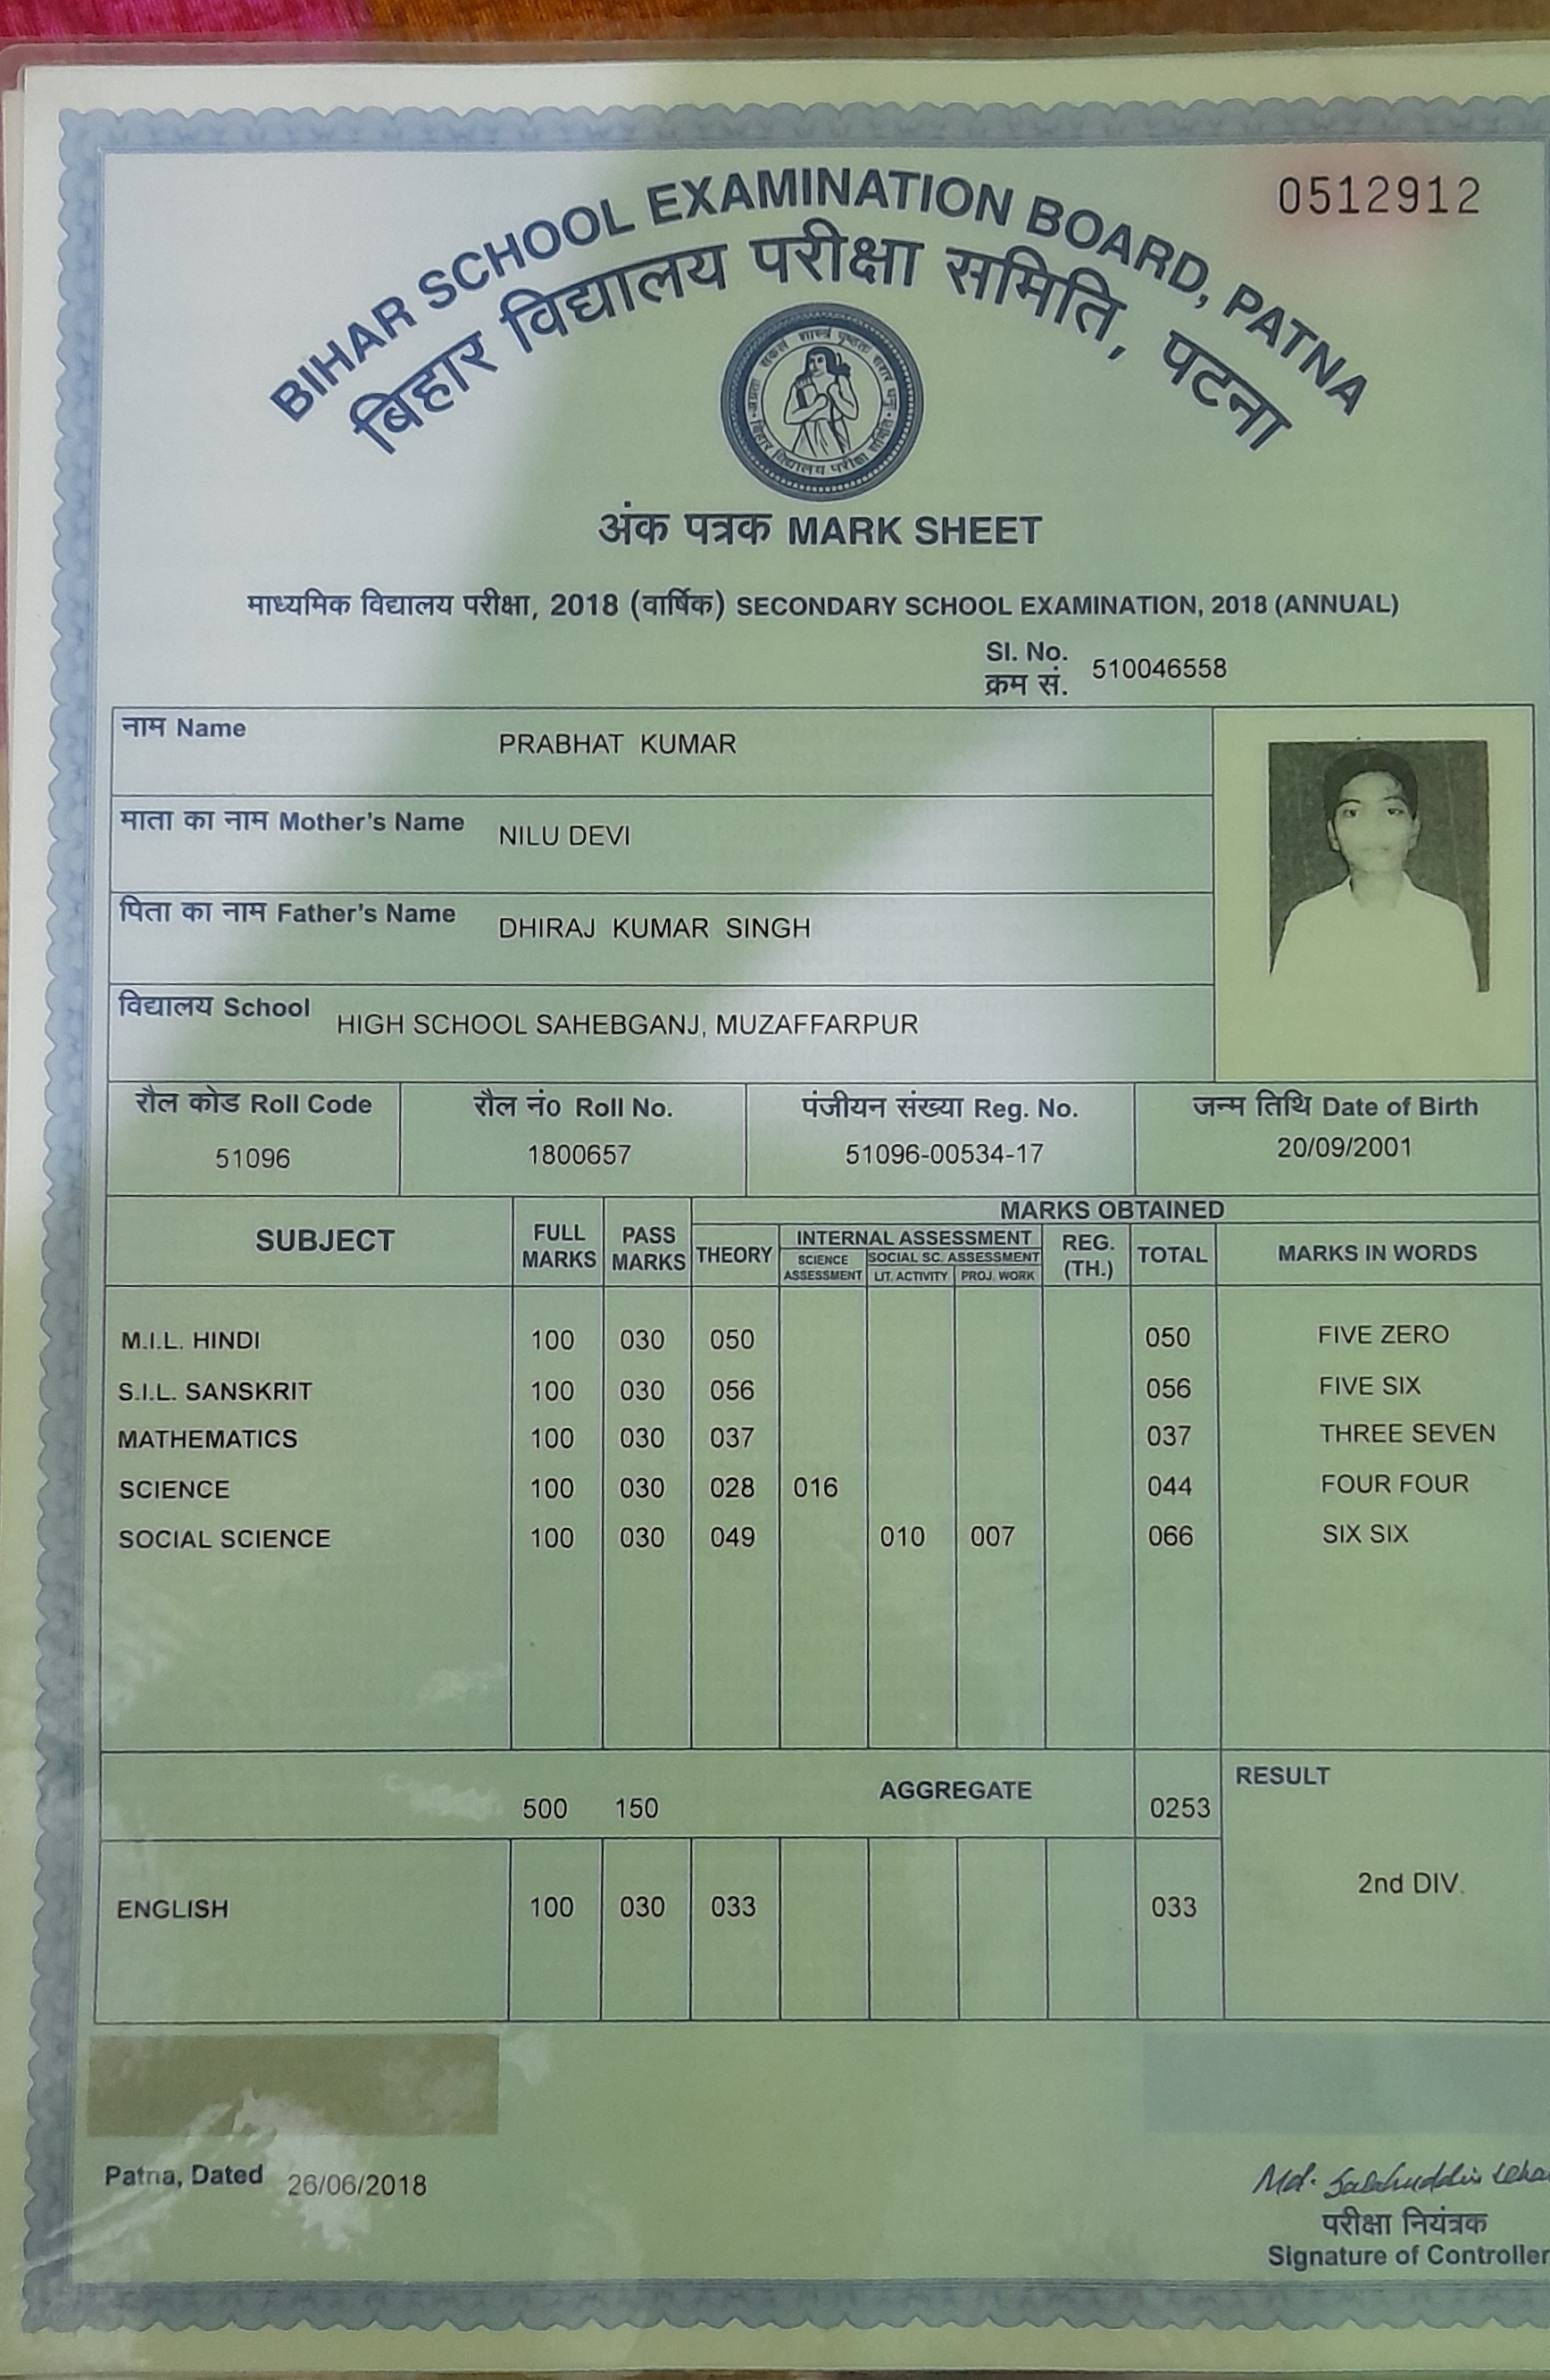 0512912
BIHAR SCHOOL EXAMINATION BOARD, PATNA
बिहार विद्यालय परीक्षा समिति, पटना
बिहार विद्यालय परीक्षा समिति
अंक पत्रक MARK SHEET
माध्यमिक विद्यालय परीक्षा, 2018 (वार्षिक) SECONDARY SCHOOL EXAMINATION, 2018 (ANNUAL)
Sl. No.
क्रम सं. 510046558
नाम Name PRABHAT KUMAR
माता का नाम Mother's Name NILU DEVI
पिता का नाम Father's Name DHIRAJ KUMAR SINGH
विद्यालय School HIGH SCHOOL SAHEBGANJ, MUZAFFARPUR
रौल कोड Roll Code रौल नं0 Roll No. पंजीयन संख्या Reg. No. जन्म तिथि Date of Birth
51096 1800657 51096-00534-17 20/09/2001
MARKS OBTAINED
SUBJECT FULL MARKS PASS MARKS THEORY INTERNAL ASSESSMENT REG. (TH.) TOTAL MARKS IN WORDS
SCIENCE ASSESSMENT SOCIAL SC. ASSESSMENT
LIT. ACTIVITY PROJ. WORK
M.I.L. HINDI 100 030 050 050 FIVE ZERO
S.I.L. SANSKRIT 100 030 056 056 FIVE SIX
MATHEMATICS 100 030 037 037 THREE SEVEN
SCIENCE 100 030 028 016 044 FOUR FOUR
SOCIAL SCIENCE 100 030 049 010 007 066 SIX SIX
RESULT
500 150 AGGREGATE 0253
2nd DIV.
ENGLISH 100 030 033 033
Patna, Dated 26/06/2018
Md.
परीक्षा नियंत्रक
Signature of Controller